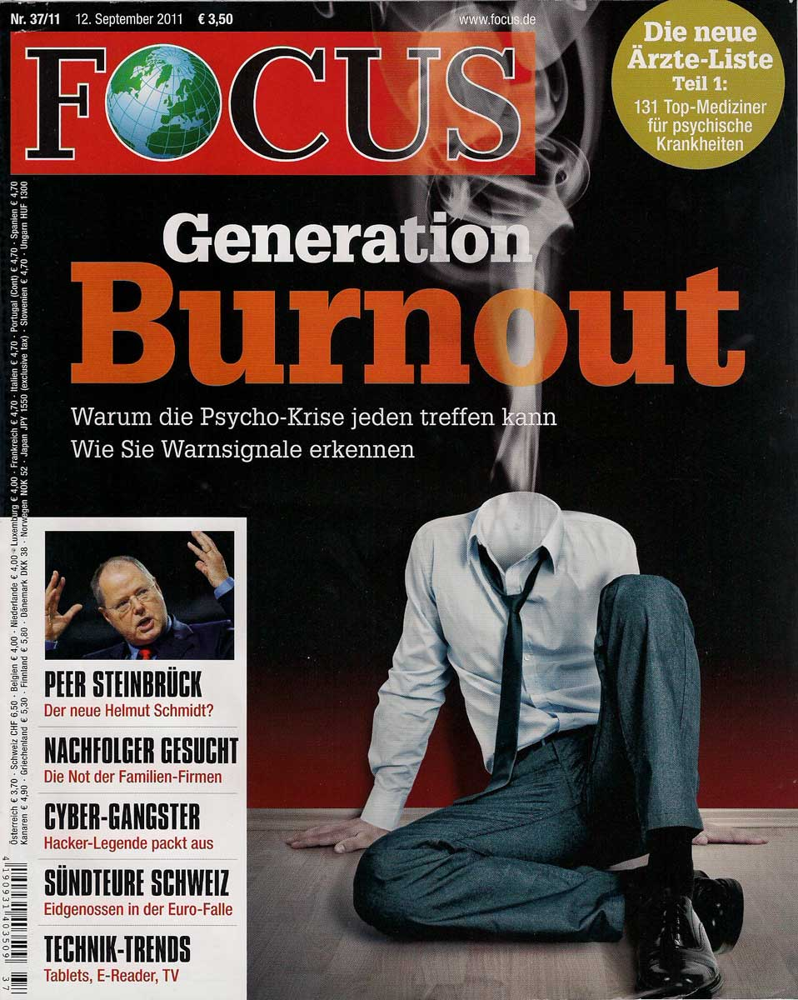 Nr. 37/11 12. September 2011 € 3,50
www.focus.de
FOCUS
Die neue
Ärzte-Liste
Teil 1:
131 Top-Mediziner
für psychische
Krankheiten
Generation
Burnout
Warum die Psycho-Krise jeden treffen kann
Wie Sie Warnsignale erkennen
PEER STEINBRÜCK
Der neue Helmut Schmidt?
NACHFOLGER GESUCHT
Die Not der Familien-Firmen
CYBER-GANGSTER
Hacker-Legende packt aus
SÜNDTEURE SCHWEIZ
Eidgenossen in der Euro-Falle
TECHNIK-TRENDS
Tablets, E-Reader, TV
Österreich € 3,70 · Schweiz CHF 6,50 · Belgien € 4,00 · Niederlande € 4,00 · Luxemburg € 4,00 · Frankreich € 4,70 · Italien € 4,70 · Portugal (Cont) € 4,70 · Spanien € 4,70
Kanaren € 4,90 · Griechenland € 5,30 · Finnland € 5,80 · Dänemark DKK 38 · Norwegen NOK 52 · Japan JPY 1550 (exclusive tax) · Slowenien € 4,70 · Ungarn HUF 1300
4 190931 403509
37